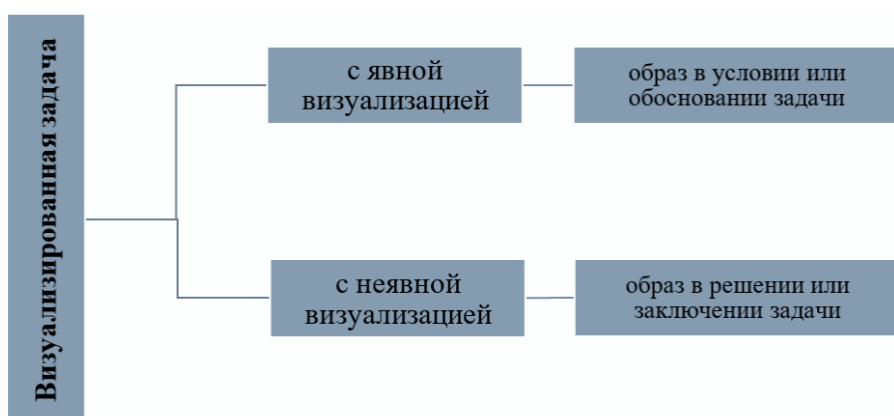 Визуализированная задача
с явной
визуализацией
образ в условии или
обосновании задачи
с неявной
визуализацией
образ в решении или
заключении задачи